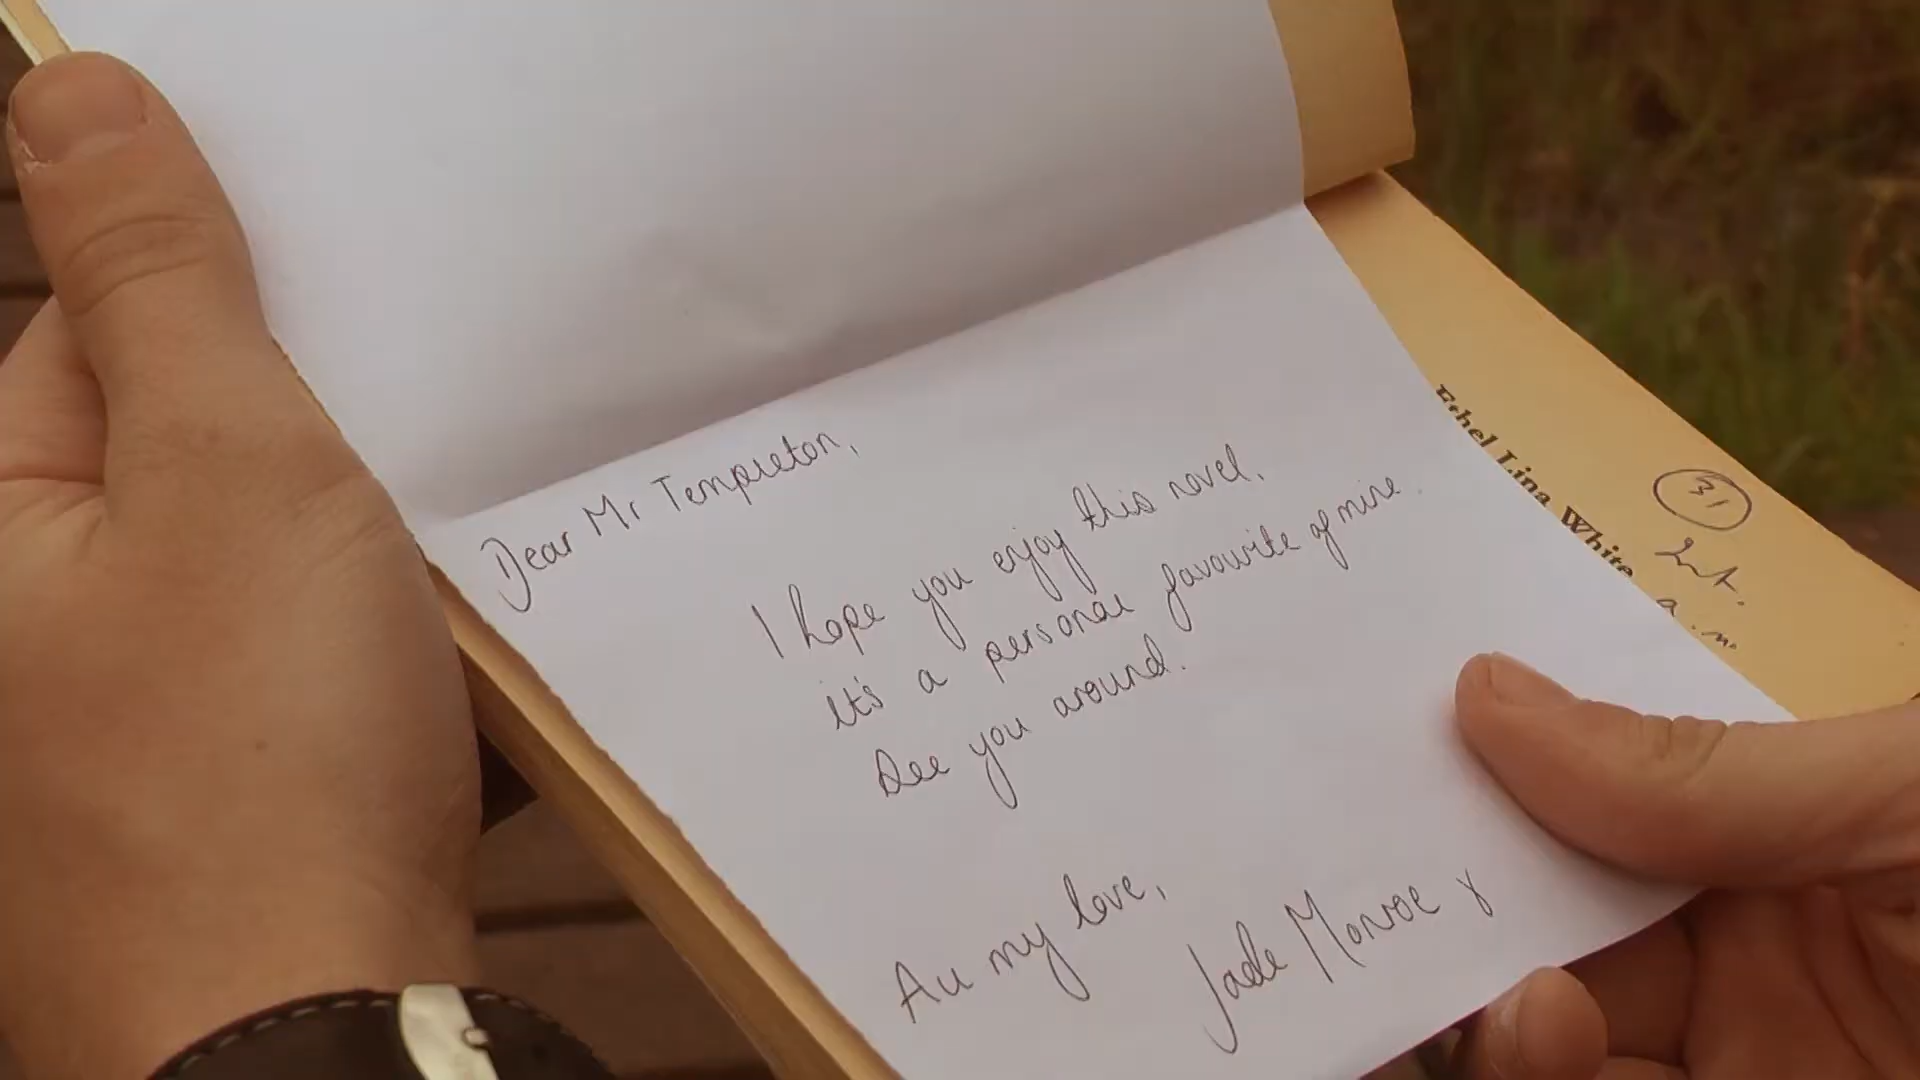 Dear Mr Templeton,
I hope you enjoy this novel,
it's a personal favourite of mine.
See you around.
All my love,
Jade Monroe x
Ethel Lina White
31